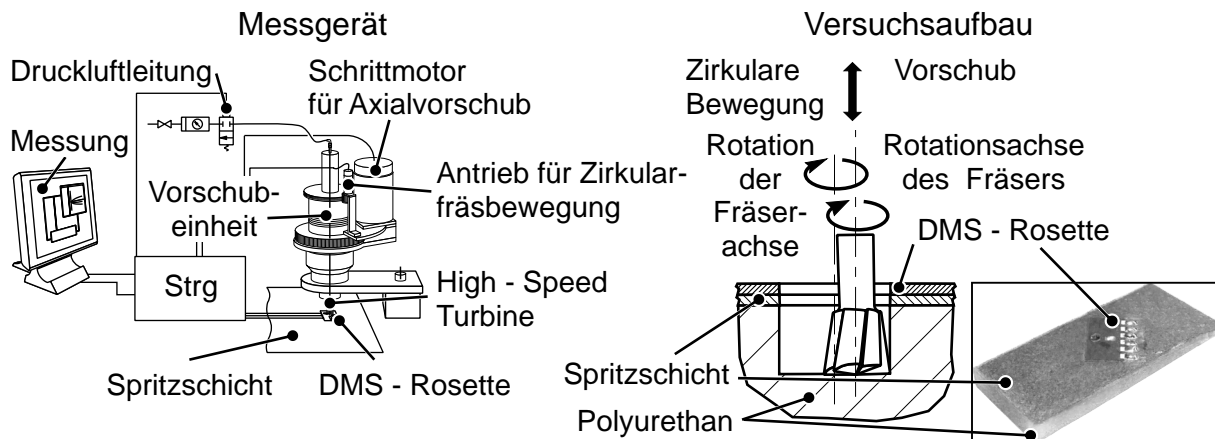 Messgerät
Druckluftleitung
Schrittmotor
für Axialvorschub
Messung
Vorschub-
einheit
Antrieb für Zirkular-
fräsbewegung
Strg
High - Speed
Turbine
Spritzschicht
DMS - Rosette
Versuchsaufbau
Zirkulare
Bewegung
Vorschub
Rotation
der
Fräser-
achse
Rotationsachse
des Fräsers
DMS - Rosette
Spritzschicht
Polyurethan